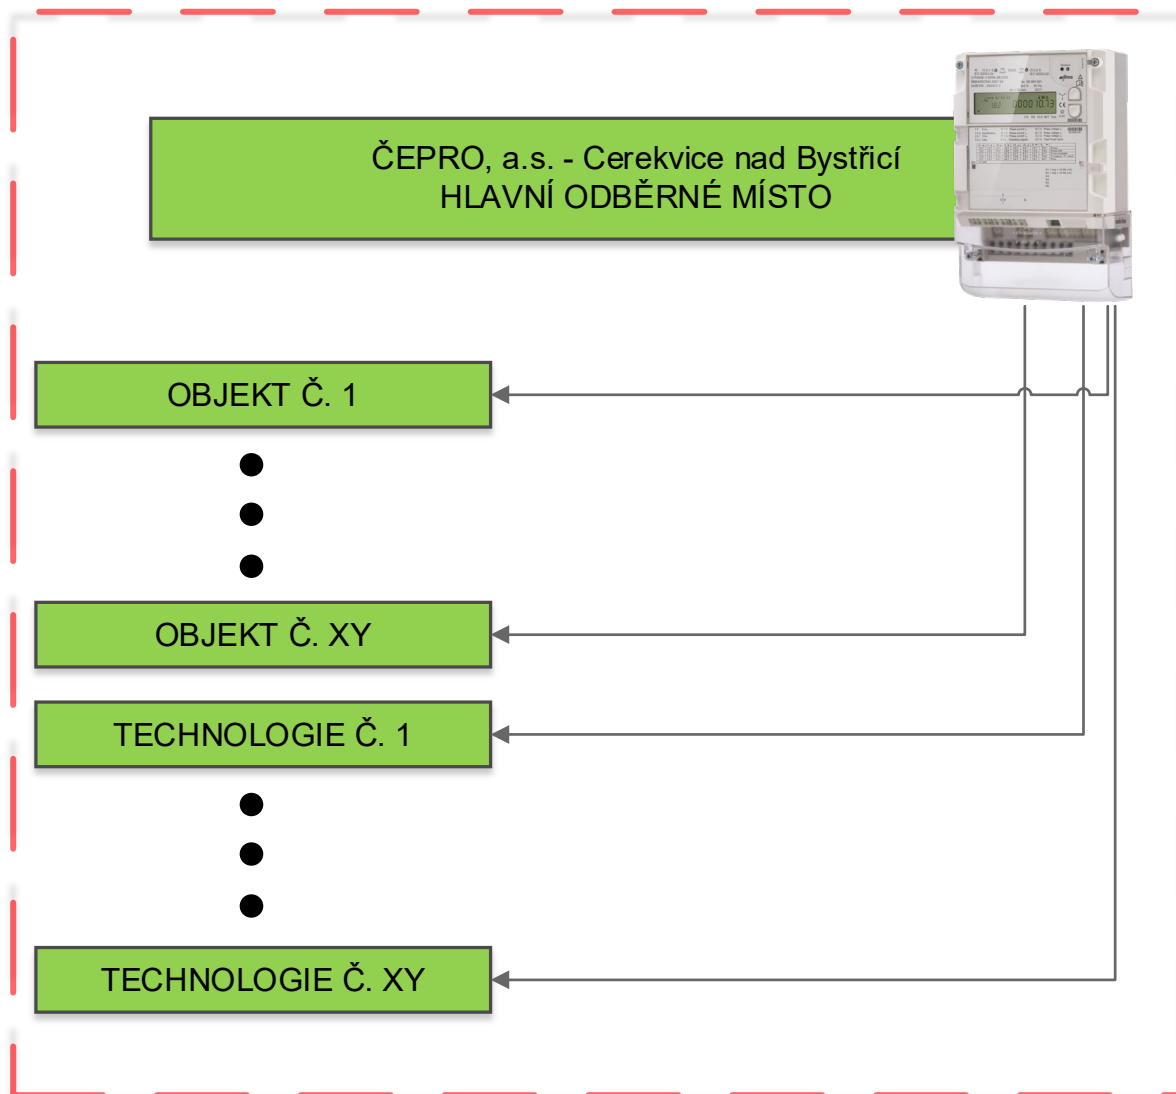 ČEPRO, a.s. - Cerekvice nad Bystřicí
HLAVNÍ ODBĚRNÉ MÍSTO
OBJEKT Č. 1
OBJEKT Č. XY
TECHNOLOGIE Č. 1
TECHNOLOGIE Č. XY